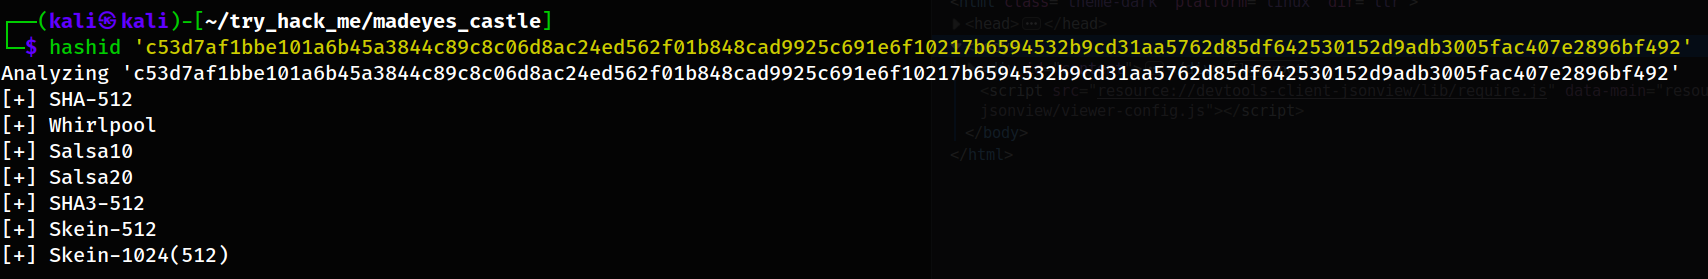 ┌──(kali㉿kali)-[~/try_hack_me/madeyes_castle]
└─$ hashid 'c53d7af1bbe101a6b45a3844c89c8c06d8ac24ed562f01b848cad9925c691e6f10217b6594532b9cd31aa5762d85df642530152d9adb3005fac407e2896bf492'
Analyzing 'c53d7af1bbe101a6b45a3844c89c8c06d8ac24ed562f01b848cad9925c691e6f10217b6594532b9cd31aa5762d85df642530152d9adb3005fac407e2896bf492'
[+] SHA-512
[+] Whirlpool
[+] Salsa10
[+] Salsa20
[+] SHA3-512
[+] Skein-512
[+] Skein-1024(512)
<html class="theme-dark" platform="linux" dir="ltr">
<head>…</head>
<script src="resource://devtools-client-jsonview/lib/require.js" data-main="resou
jsonview/viewer-config.js"></script>
</body>
</html>